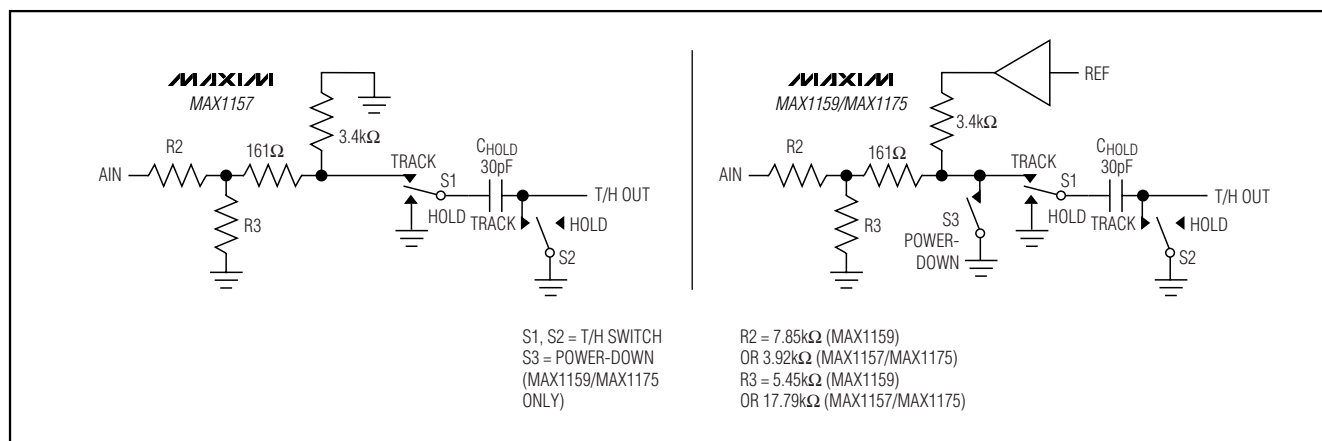 MAXIM
MAX1157
3.4kΩ
R2
161Ω
AIN
R3
TRACK
S1
HOLD
CHOLD
30pF
TRACK
HOLD
S2
T/H OUT
MAXIM
MAX1159/MAX1175
REF
3.4kΩ
R2
161Ω
AIN
R3
S3
POWER-
DOWN
TRACK
S1
HOLD
CHOLD
30pF
TRACK
HOLD
S2
T/H OUT
S1, S2 = T/H SWITCH
S3 = POWER-DOWN
(MAX1159/MAX1175
ONLY)
R2 = 7.85kΩ (MAX1159)
OR 3.92kΩ (MAX1157/MAX1175)
R3 = 5.45kΩ (MAX1159)
OR 17.79kΩ (MAX1157/MAX1175)